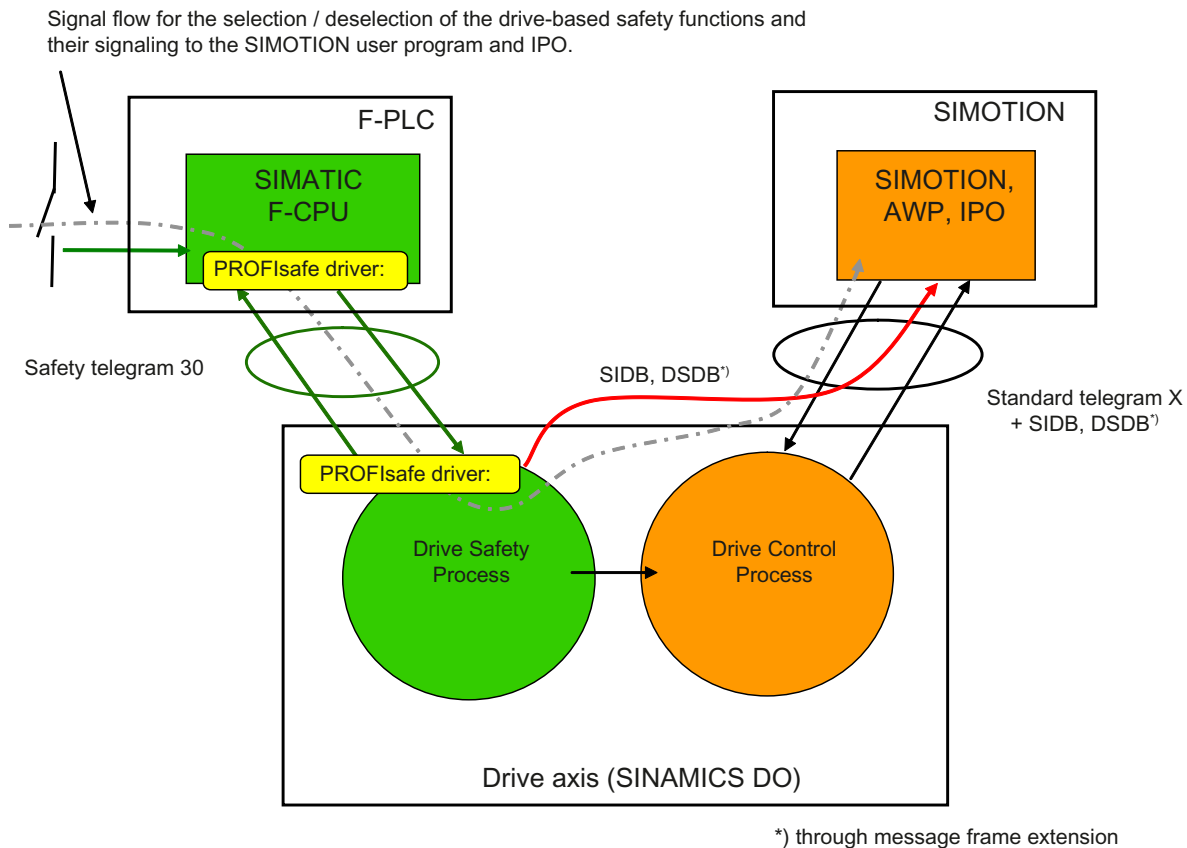 Signal flow for the selection / deselection of the drive-based safety functions and
their signaling to the SIMOTION user program and IPO.
F-PLC
SIMATIC
F-CPU
PROFIsafe driver:
SIMOTION
SIMOTION,
AWP, IPO
Safety telegram 30
SIDB, DSDB*)
Standard telegram X
+ SIDB, DSDB*)
PROFIsafe driver:
Drive Safety
Process
Drive Control
Process
Drive axis (SINAMICS DO)
*) through message frame extension